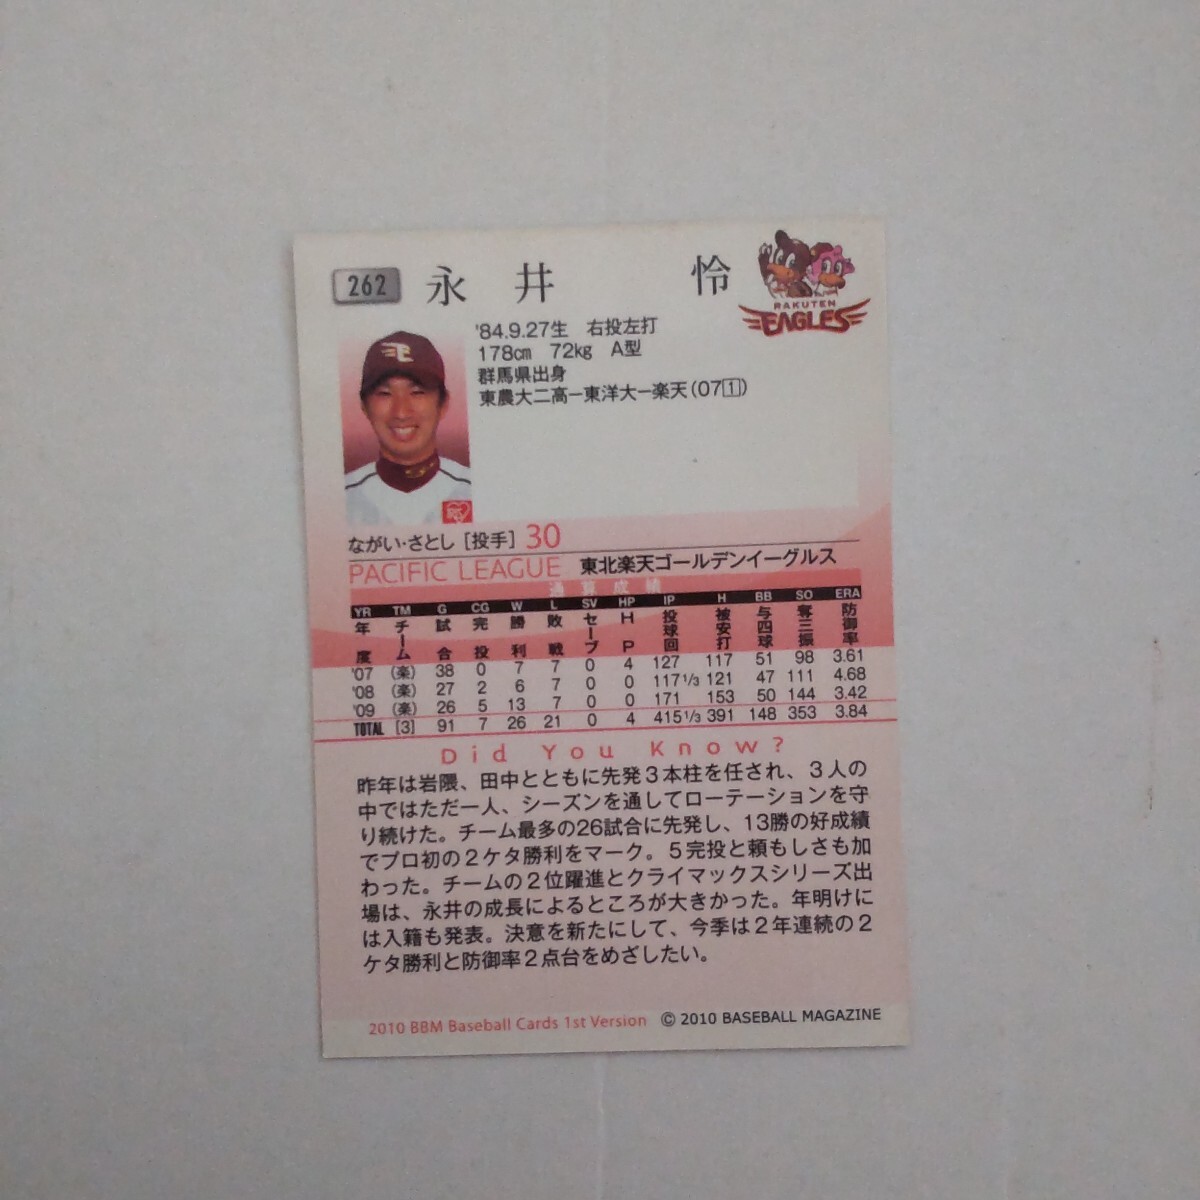 262 永井 怜
RAKUTEN
EAGLES
'84.9.27生 右投左打
178cm 72kg A型
群馬県出身
東農大二高ー東洋大ー楽天(07①)
ながい・さとし [投手] 30
PACIFIC LEAGUE 東北楽天ゴールデンイーグルス
通算成績
YR TM G CG W L SV HP IP H BB SO ERA
年度 チーム 試合 完投 勝利 敗戦 セーブ HP 投球回 被安打 与四球 奪三振 防御率
'07 (楽) 38 0 7 7 0 4 127 117 51 98 3.61
'08 (楽) 27 2 6 7 0 0 117 1/3 121 47 111 4.68
'09 (楽) 26 5 13 7 0 0 171 153 50 144 3.42
TOTAL [3] 91 7 26 21 0 4 415 1/3 391 148 353 3.84
Did You Know?
昨年は岩隈、田中とともに先発3本柱を任され、3人の
中ではただ一人、シーズンを通してローテーションを守
り続けた。チーム最多の26試合に先発し、13勝の好成績
でプロ初の2ケタ勝利をマーク。5完投と頼もしさも加
わった。チームの2位躍進とクライマックスシリーズ出
場は、永井の成長によるところが大きかった。年明けに
は入籍も発表。決意を新たにして、今季は2年連続の2
ケタ勝利と防御率2点台をめざしたい。
2010 BBM Baseball Cards 1st Version © 2010 BASEBALL MAGAZINE